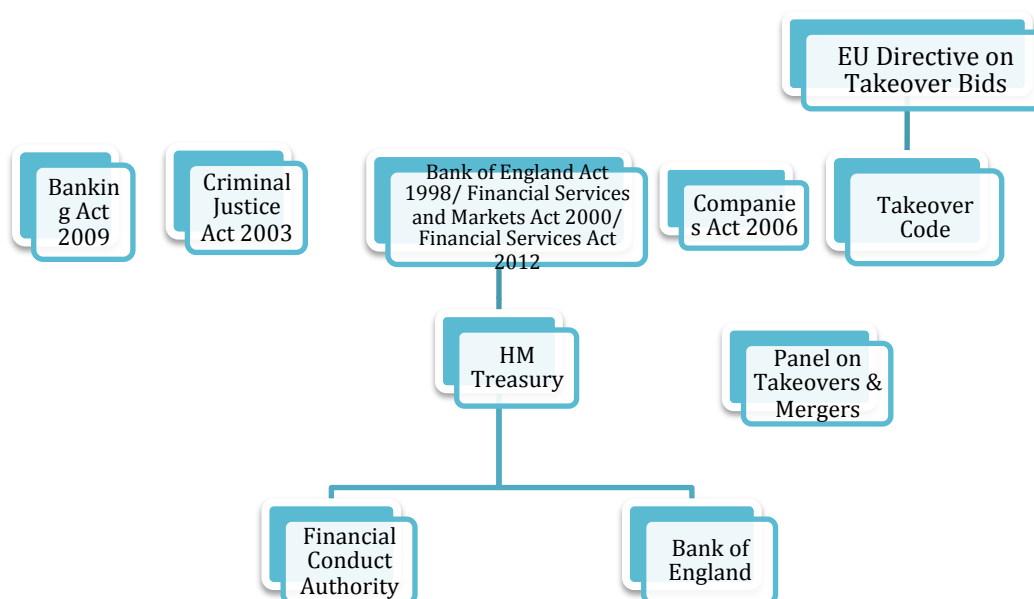 EU Directive on
Takeover Bids
Bankin
g Act
2009
Criminal
Justice
Act 2003
Bank of England Act
1998/ Financial Services
and Markets Act 2000/
Financial Services Act
2012
Companie
s Act 2006
Takeover
Code
HM
Treasury
Panel on
Takeovers &
Mergers
Financial
Conduct
Authority
Bank of
England